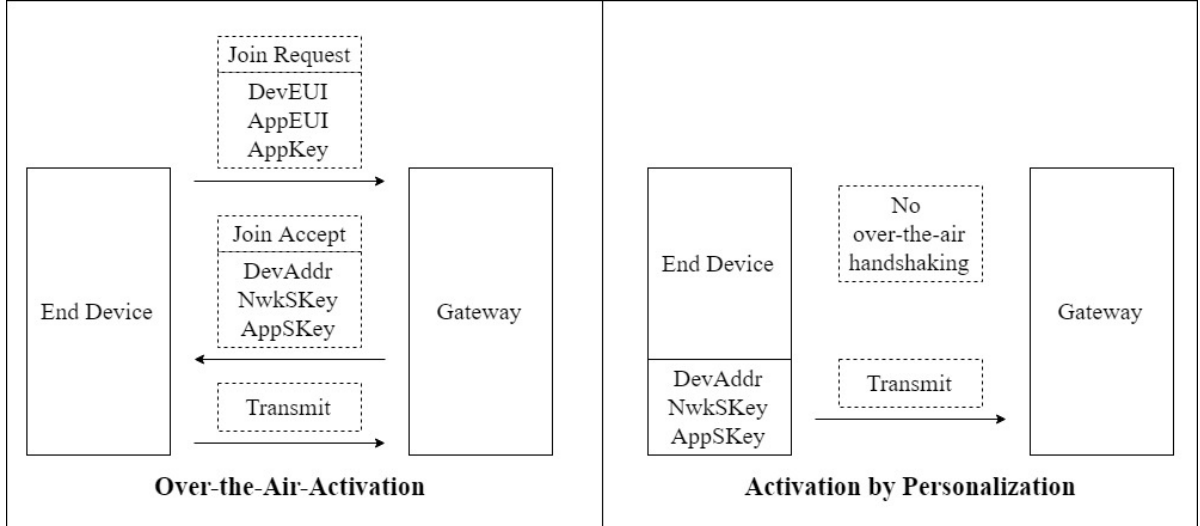 Join Request
DevEUI
AppEUI
AppKey
End Device
Join Accept
DevAddr
NwkSKey
AppSKey
Transmit
Gateway
Over-the-Air-Activation
End Device
DevAddr
NwkSKey
AppSKey
No
over-the-air
handshaking
Transmit
Gateway
Activation by Personalization